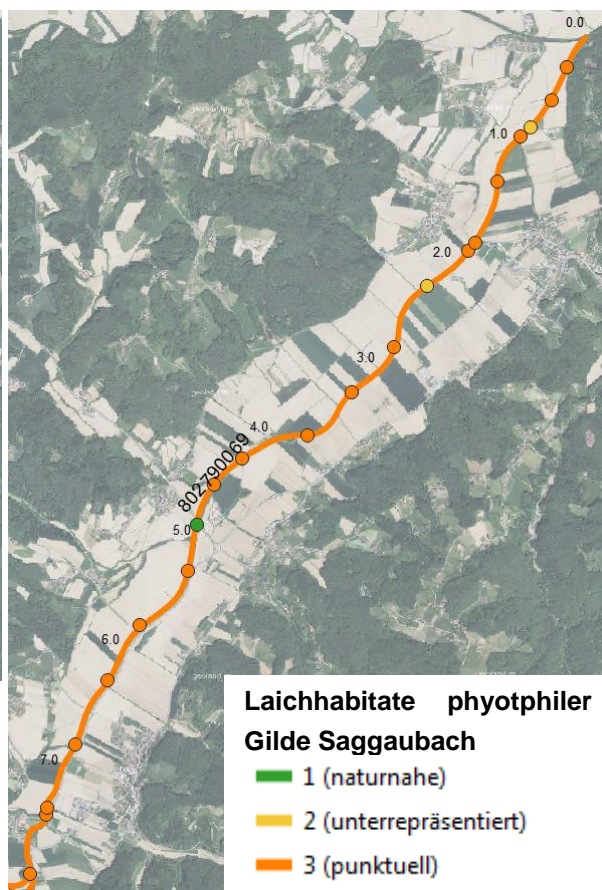 0.0
1.0
2.0
3.0
4.0
802790069
5.0
6.0
7.0
Laichhabitate phyotphiler
Gilde Saggaubach
1 (naturnahe)
2 (unterrepräsentiert)
3 (punktuell)